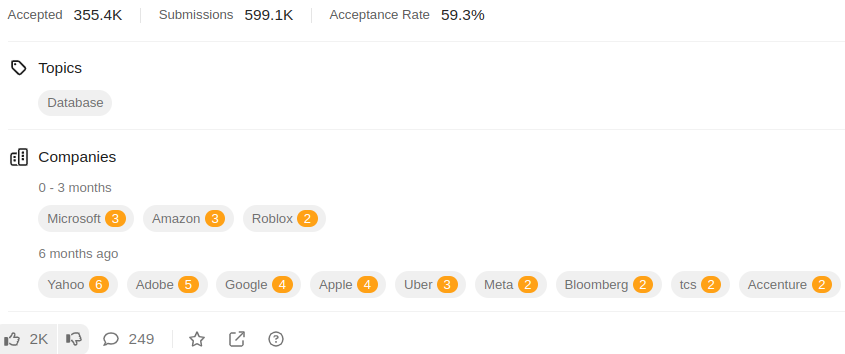 Accepted 355.4K Submissions 599.1K Acceptance Rate 59.3%
Topics
Database
Companies
0 - 3 months
Microsoft 3 Amazon 3 Roblox 2
6 months ago
Yahoo 6 Adobe 5 Google 4 Apple 4 Uber 3 Meta 2 Bloomberg 2 tcs 2 Accenture 2
2K 249